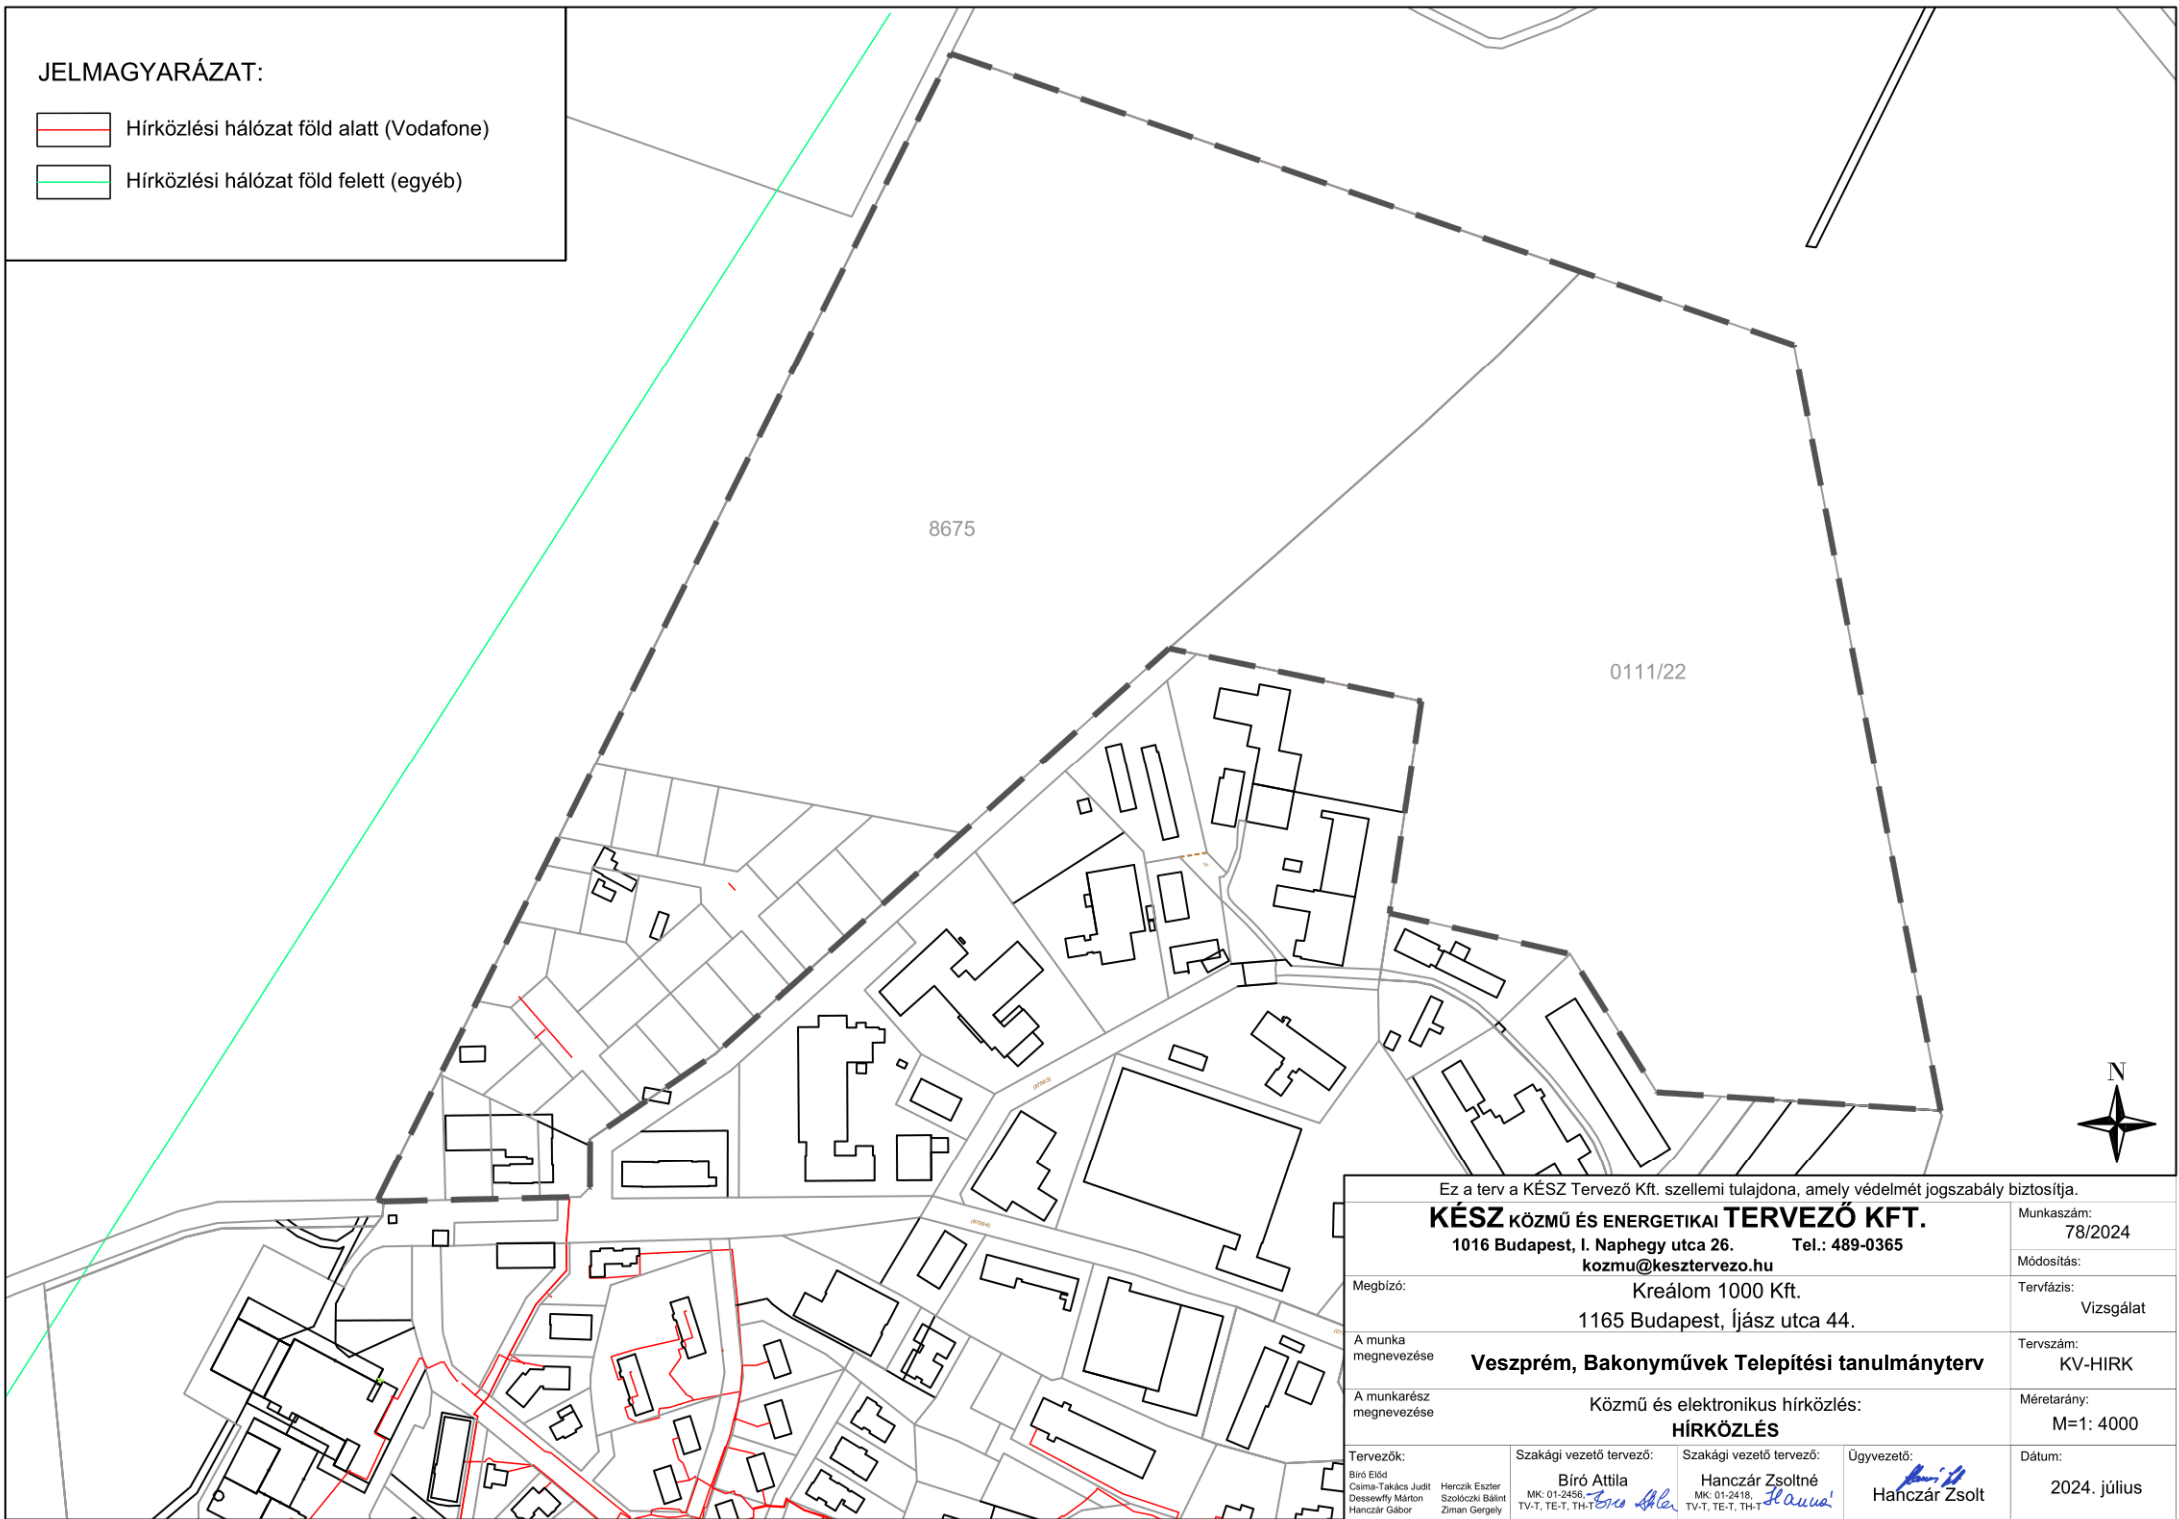 JELMAGYARÁZAT:
Hírközlési hálózat föld alatt (Vodafone)
Hírközlési hálózat föld felett (egyéb)
8675
0111/22
N
Ez a terv a KÉSZ Tervező Kft. szellemi tulajdona, amely védelmét jogszabály biztosítja.
KÉSZ KÖZMŰ ÉS ENERGETIKAI TERVEZŐ KFT.
1016 Budapest, I. Naphegy utca 26. Tel.: 489-0365
kozmu@kesztervezo.hu
Munkaszám:
78/2024
Módosítás:
Megbízó:
Kreálom 1000 Kft.
1165 Budapest, Íjász utca 44.
Tervfázis:
Vizsgálat
A munka
megnevezése
Veszprém, Bakonyművek Telepítési tanulmányterv
Tervszám:
KV-HIRK
A munkarész
megnevezése
Közmű és elektronikus hírközlés:
HÍRKÖZLÉS
Méretarány:
M=1: 4000
Tervezők:
Bíró Előd
Csima-Takács Judit Herczik Eszter
Dessewffy Márton Szolóczki Bálint
Hanczár Gábor Ziman Gergely
Szakági vezető tervező:
Bíró Attila
MK: 01-2456,
TV-T, TE-T, TH-T
Szakági vezető tervező:
Hanczár Zsoltné
MK: 01-2418,
TV-T, TE-T, TH-T
Ügyvezető:
Hanczár Zsolt
Dátum:
2024. július